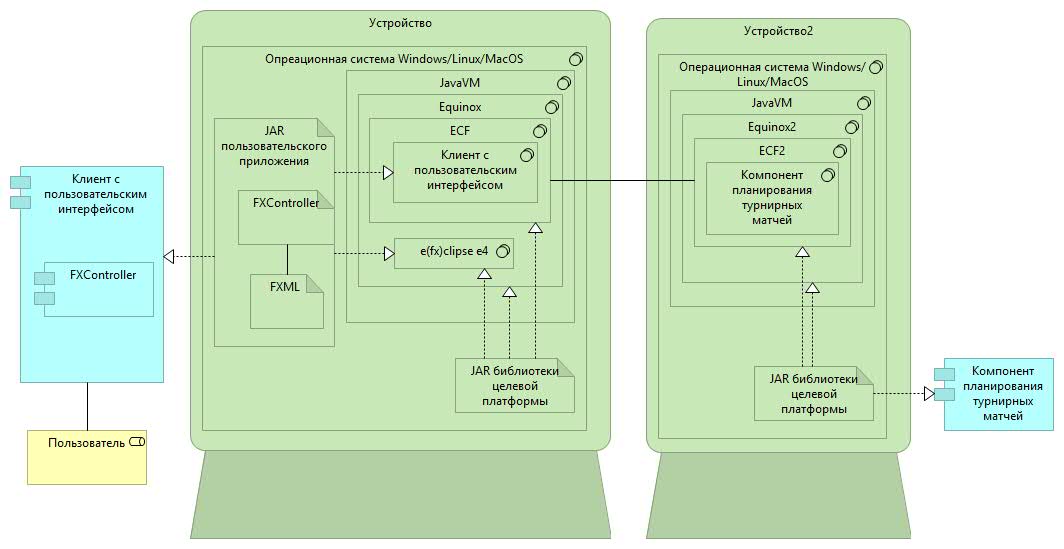 Устройство
Опреационная система Windows/Linux/MacOS
JavaVM
Equinox
ECF
Клиент с
пользовательским
интерфейсом
e(fx)clipse e4
JAR
пользовательского
приложения
FXController
FXML
JAR библиотеки
целевой
платформы
Клиент с
пользовательским
интерфейсом
FXController
Пользователь
Устройство2
Операционная система Windows/
Linux/MacOS
JavaVM
Equinox2
ECF2
Компонент
планирования
турнирных
матчей
JAR библиотеки
целевой
платформы
Компонент
планирования
турнирных
матчей